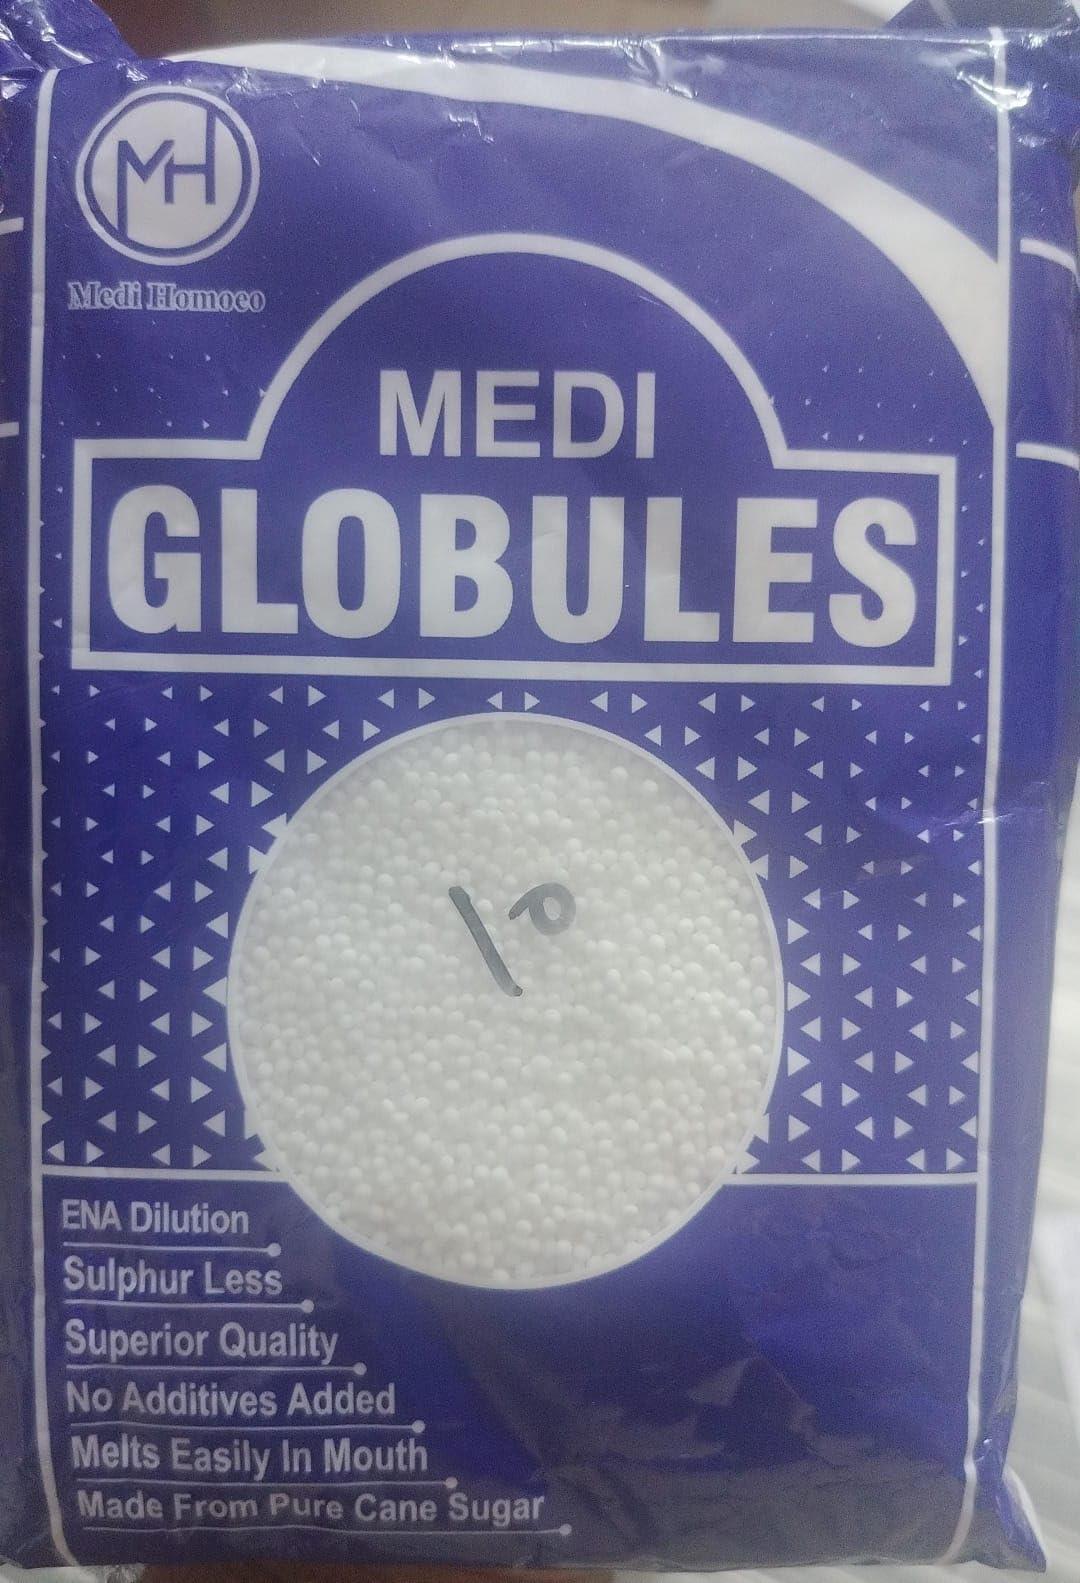 MH
Medi Homoeo
MEDI
GLOBULES
ENA Dilution
Sulphur Less
Superior Quality
No Additives Added
Melts Easily In Mouth
Made From Pure Cane Sugar